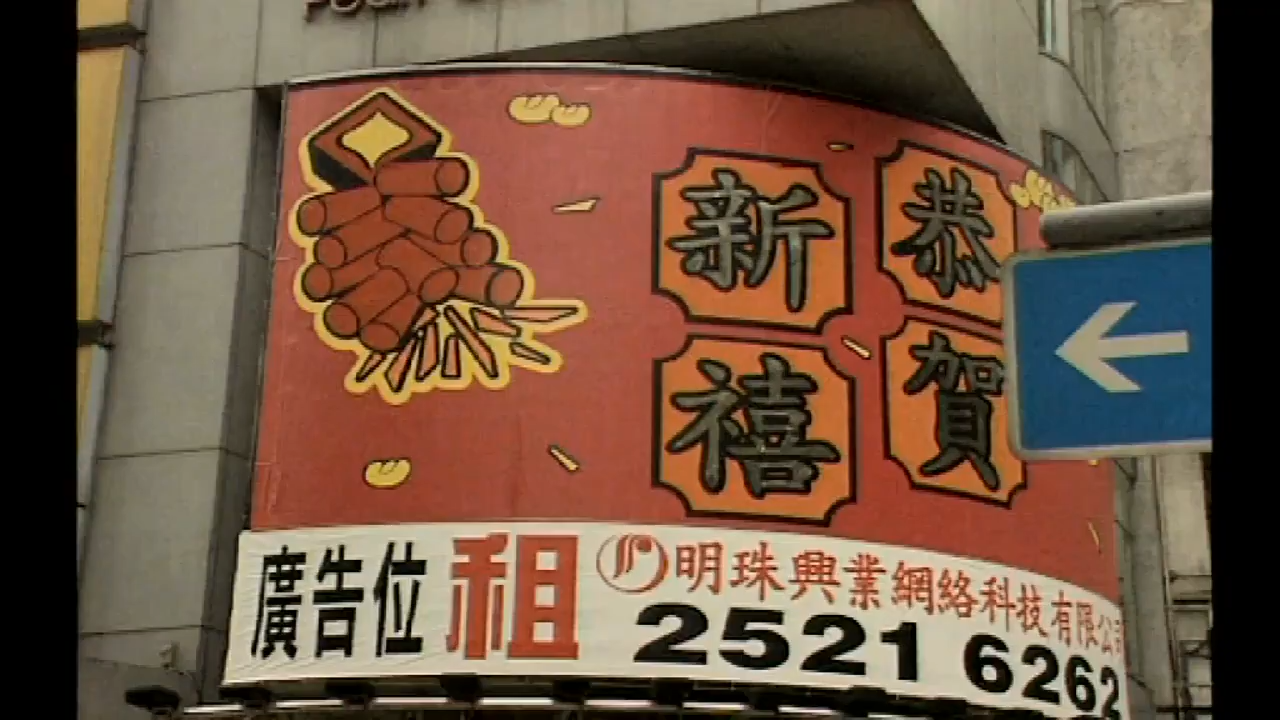 恭賀
新禧
廣告位 租
明珠興業網絡科技有限公司
2521 6262